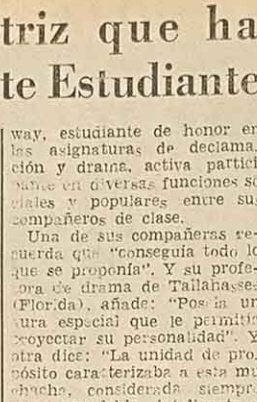 triz que ha
te Estudiante
way, estudiante de honor en
las asignaturas de declama
ción y drama, activa partici
pante en diversas funciones so
ciales y populares entre sus
compañeros de clase.
Una de sus compañeras re
cuerda que "conseguía todo lo
que se proponía". Y su profe
sora de drama de Tallahassee
(Florida), añade: "Poseía un
aura especial que le permitía
proyectar su personalidad". Y
otra dice: "La unidad de pro
pósito caracterizaba a esta mu
chacha, considerada siempre